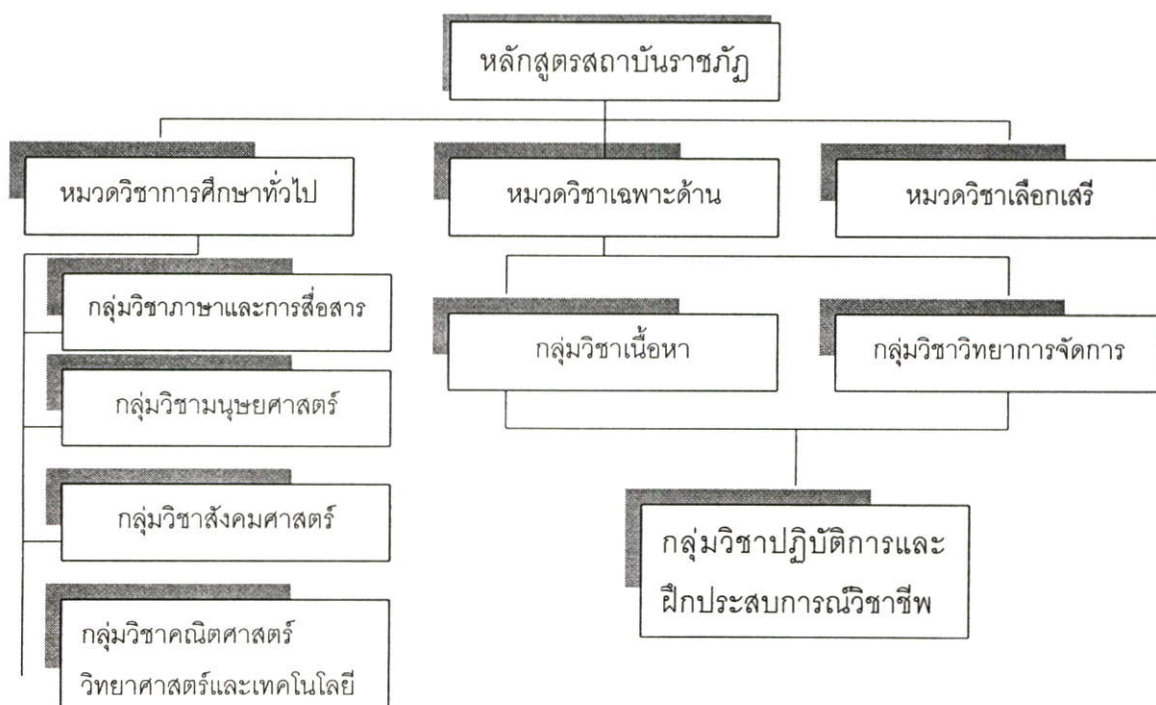 หลักสูตรสถาบันราชภัฏ
หมวดวิชาการศึกษาทั่วไป
หมวดวิชาเฉพาะด้าน
หมวดวิชาเลือกเสรี
กลุ่มวิชาภาษาและการสื่อสาร
กลุ่มวิชาเนื้อหา
กลุ่มวิชาวิทยาการจัดการ
กลุ่มวิชามนุษยศาสตร์
กลุ่มวิชาสังคมศาสตร์
กลุ่มวิชาปฏิบัติการและ
ฝึกประสบการณ์วิชาชีพ
กลุ่มวิชาคณิตศาสตร์
วิทยาศาสตร์และเทคโนโลยี